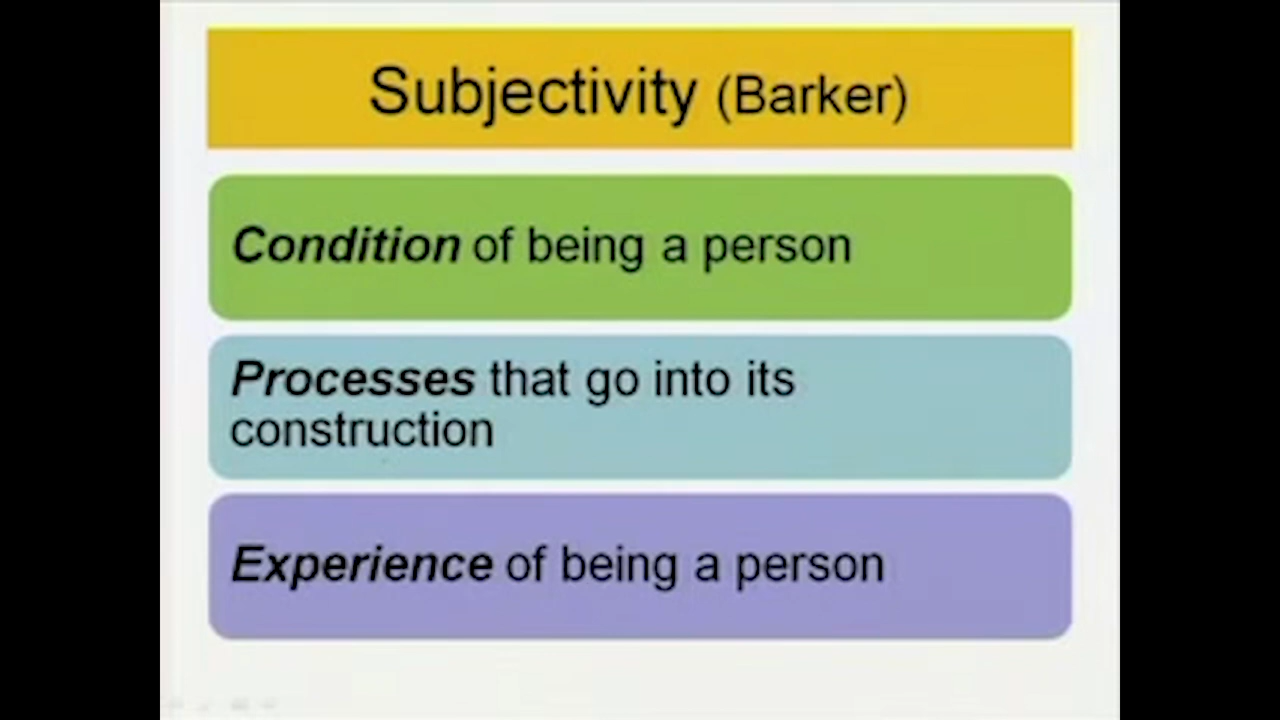 Subjectivity (Barker)
Condition of being a person
Processes that go into its
construction
Experience of being a person